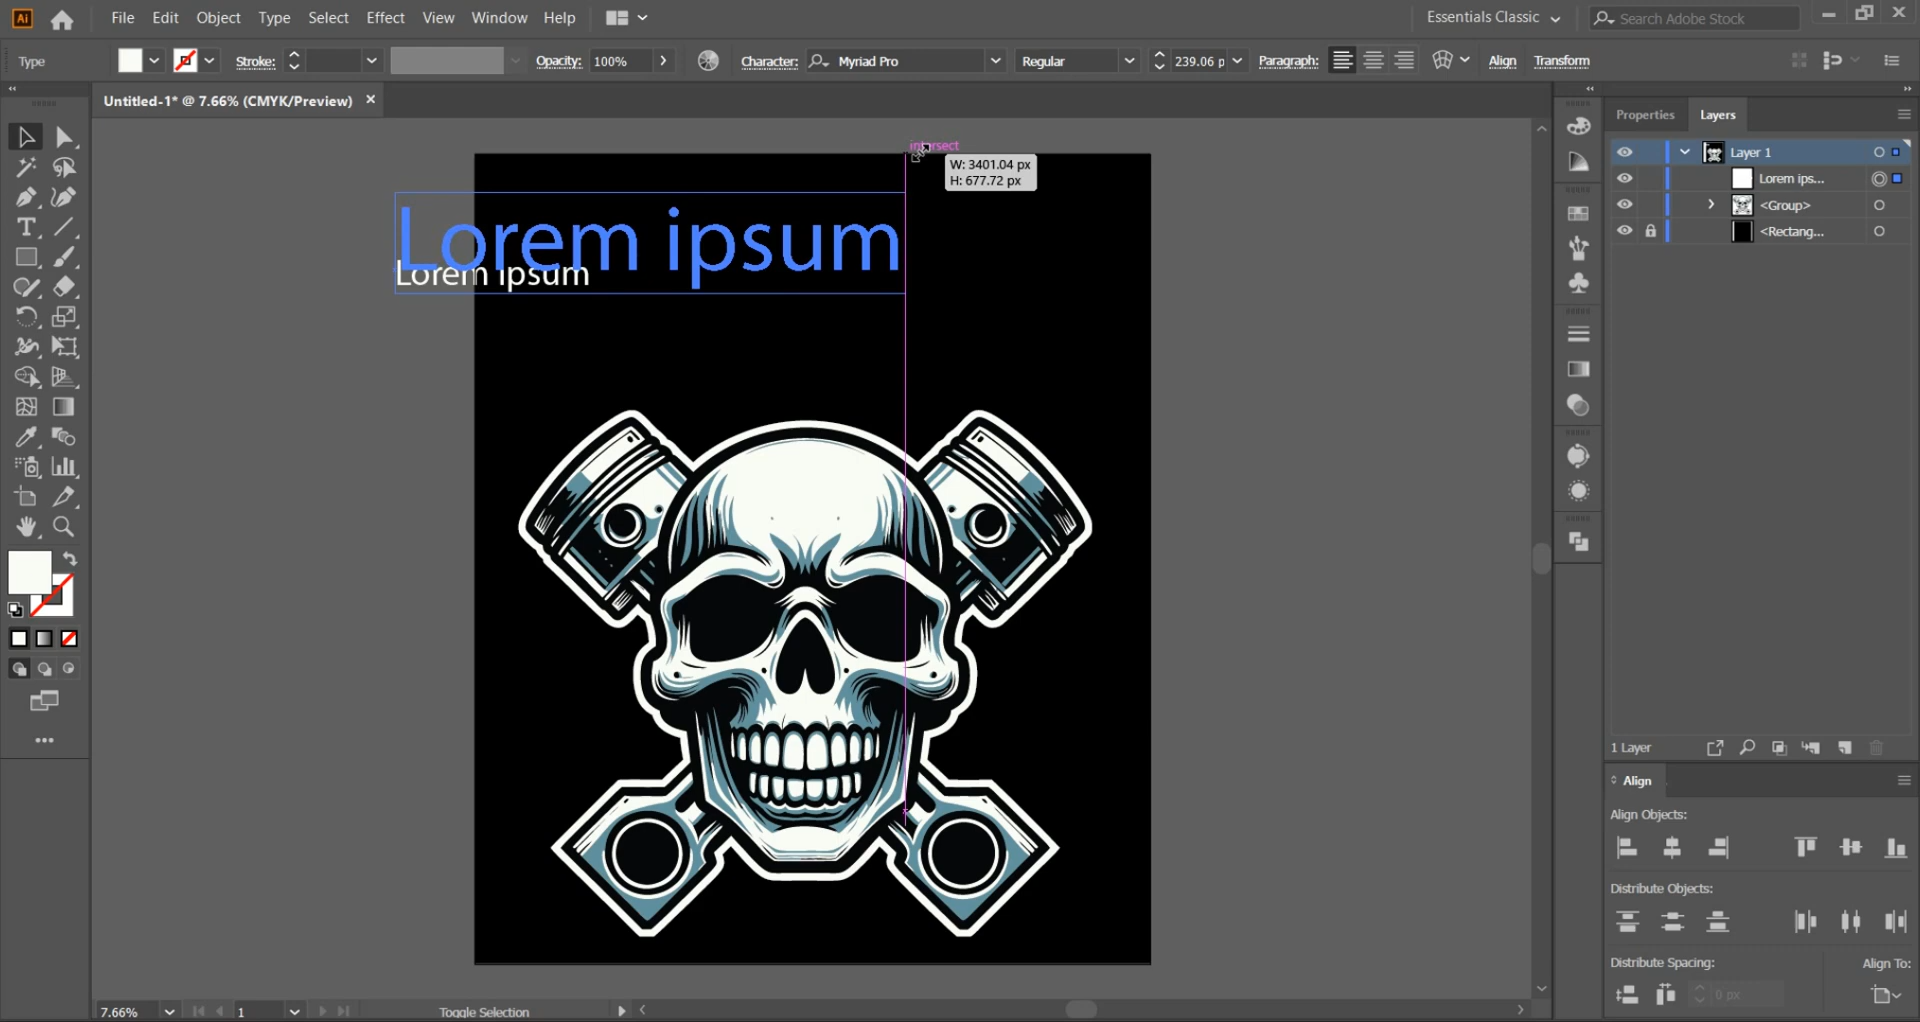 Ai File Edit Object Type Select Effect View Window Help Essentials Classic Search Adobe Stock
Type Stroke: Opacity: 100% Character: Myriad Pro Regular 239.06 p Paragraph: Align Transform
Untitled-1* @ 7.66% (CMYK/Preview)
Properties Layers
intersect
W: 3401.04 px
H: 677.72 px
Layer 1
Lorem ips...
<Group>
<Rectang...
Lorem ipsum
Lorem ipsum
1 Layer
Align
Align Objects:
Distribute Objects:
Distribute Spacing: Align To:
0 px
7.66% 1 Toggle Selection